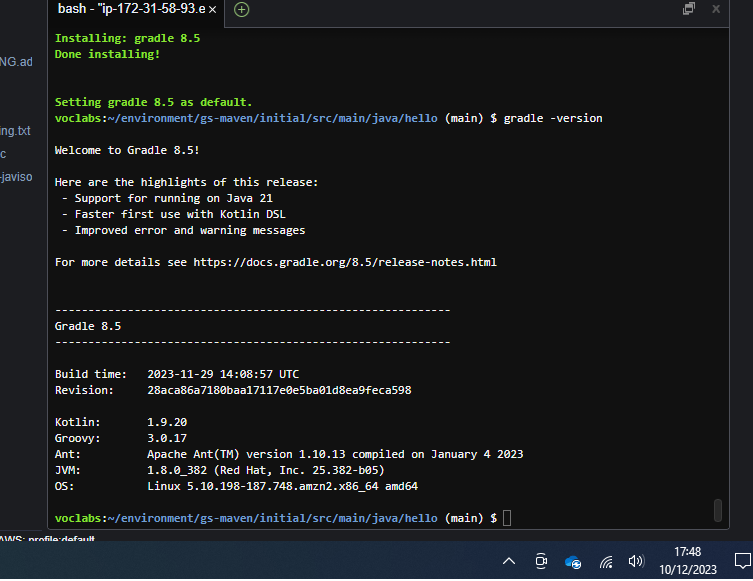 bash - "ip-172-31-58-93.e ×
Installing: gradle 8.5
Done installing!
NG.ad
Setting gradle 8.5 as default.
voclabs:~/environment/gs-maven/initial/src/main/java/hello (main) $ gradle -version
ing.txt
c
Welcome to Gradle 8.5!
-javiso
Here are the highlights of this release:
- Support for running on Java 21
- Faster first use with Kotlin DSL
- Improved error and warning messages
For more details see https://docs.gradle.org/8.5/release-notes.html
------------------------------------------------------------
Gradle 8.5
------------------------------------------------------------
Build time: 2023-11-29 14:08:57 UTC
Revision: 28aca86a7180baa17117e0e5ba01d8ea9feca598
Kotlin: 1.9.20
Groovy: 3.0.17
Ant: Apache Ant(TM) version 1.10.13 compiled on January 4 2023
JVM: 1.8.0_382 (Red Hat, Inc. 25.382-b05)
OS: Linux 5.10.198-187.748.amzn2.x86_64 amd64
voclabs:~/environment/gs-maven/initial/src/main/java/hello (main) $
AWS: profile:default
17:48
10/12/2023